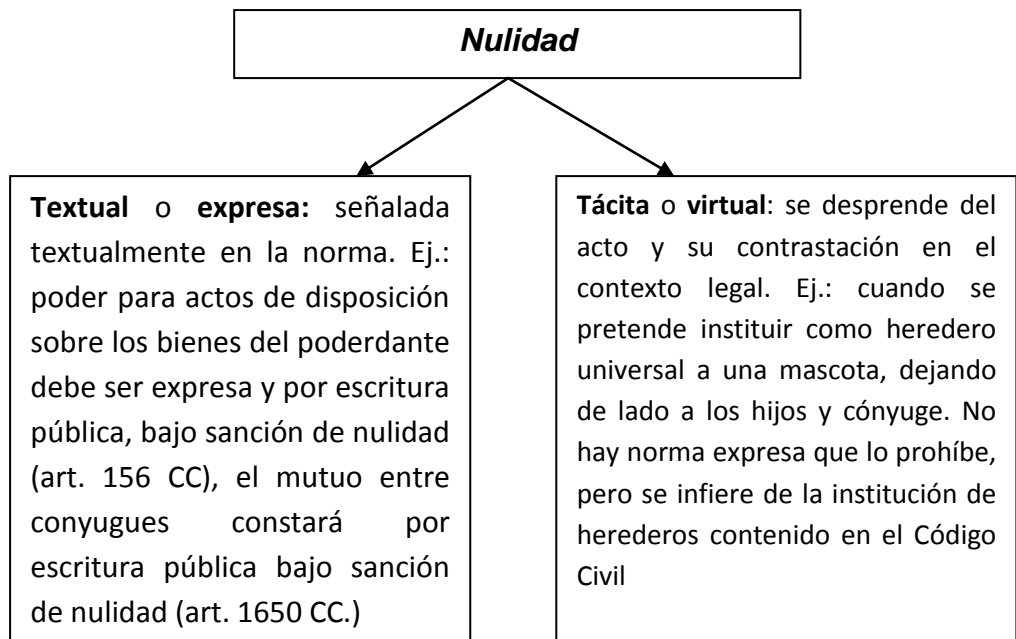 Nulidad
Textual o expresa: señalada
textualmente en la norma. Ej.:
poder para actos de disposición
sobre los bienes del poderdante
debe ser expresa y por escritura
pública, bajo sanción de nulidad
(art. 156 CC), el mutuo entre
conyugues constará por
escritura pública bajo sanción
de nulidad (art. 1650 CC.)
Tácita o virtual: se desprende del
acto y su contrastación en el
contexto legal. Ej.: cuando se
pretende instituir como heredero
universal a una mascota, dejando
de lado a los hijos y cónyuge. No
hay norma expresa que lo prohíbe,
pero se infiere de la institución de
herederos contenido en el Código
Civil